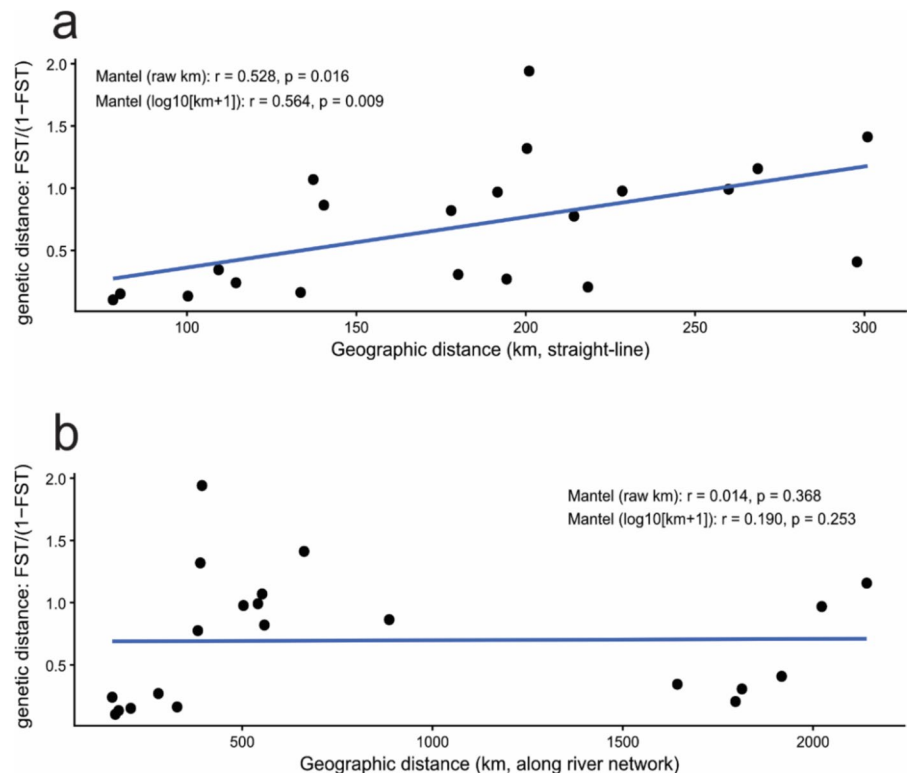 a
genetic distance: FST/(1−FST)
2.0
1.5
1.0
0.5
Mantel (raw km): r = 0.528, p = 0.016
Mantel (log10[km+1]): r = 0.564, p = 0.009
100 150 200 250 300
Geographic distance (km, straight-line)
b
genetic distance: FST/(1−FST)
2.0
1.5
1.0
0.5
Mantel (raw km): r = 0.014, p = 0.368
Mantel (log10[km+1]): r = 0.190, p = 0.253
500 1000 1500 2000
Geographic distance (km, along river network)